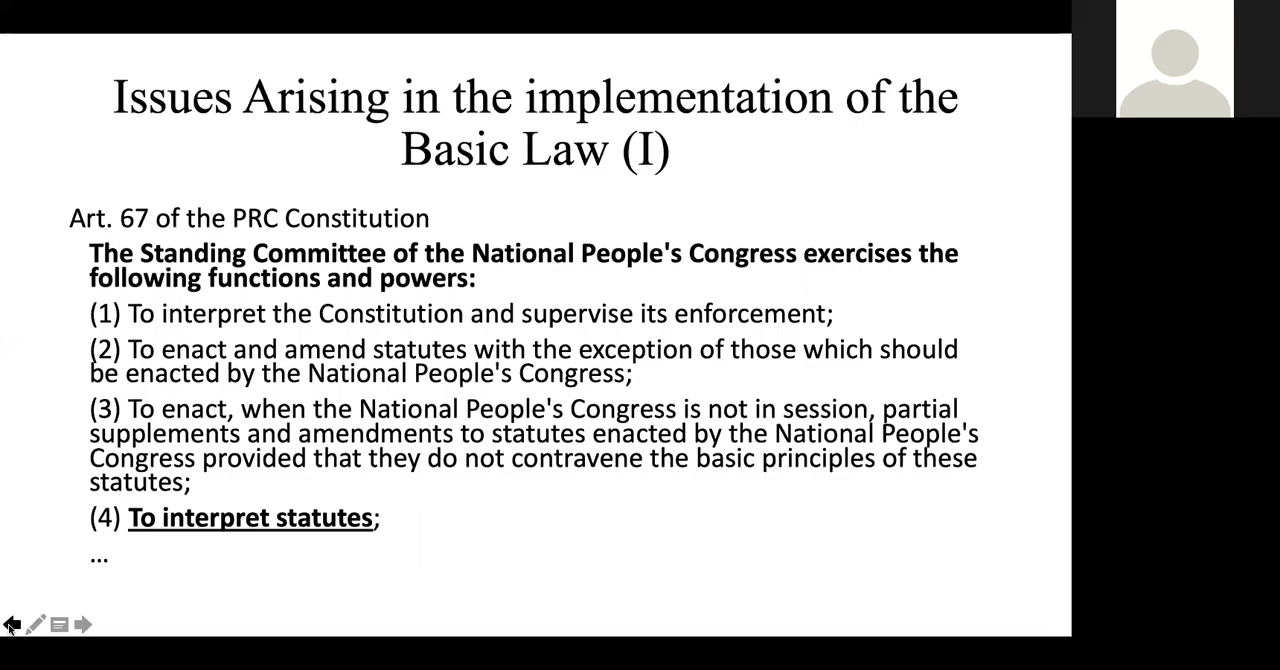 Issues Arising in the implementation of the
Basic Law (I)
Art. 67 of the PRC Constitution
The Standing Committee of the National People's Congress exercises the
following functions and powers:
(1) To interpret the Constitution and supervise its enforcement;
(2) To enact and amend statutes with the exception of those which should
be enacted by the National People's Congress;
(3) To enact, when the National People's Congress is not in session, partial
supplements and amendments to statutes enacted by the National People's
Congress provided that they do not contravene the basic principles of these
statutes;
(4) To interpret statutes;
...